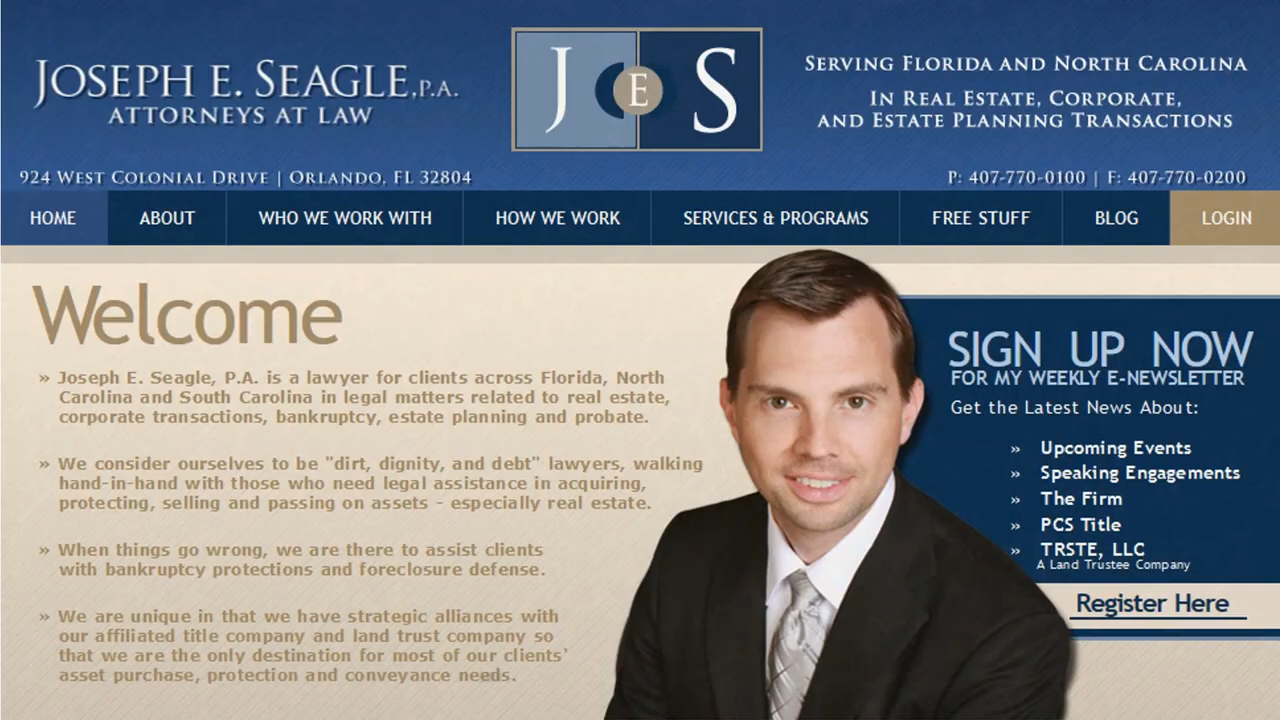 JOSEPH E. SEAGLE, P.A.
ATTORNEYS AT LAW
J E S
SERVING FLORIDA AND NORTH CAROLINA
IN REAL ESTATE, CORPORATE,
AND ESTATE PLANNING TRANSACTIONS
924 WEST COLONIAL DRIVE | ORLANDO, FL 32804
P: 407-770-0100 | F: 407-770-0200
HOME ABOUT WHO WE WORK WITH HOW WE WORK SERVICES & PROGRAMS FREE STUFF BLOG LOGIN
Welcome
» Joseph E. Seagle, P.A. is a lawyer for clients across Florida, North
Carolina and South Carolina in legal matters related to real estate,
corporate transactions, bankruptcy, estate planning and probate.
» We consider ourselves to be "dirt, dignity, and debt" lawyers, walking
hand-in-hand with those who need legal assistance in acquiring,
protecting, selling and passing on assets - especially real estate.
» When things go wrong, we are there to assist clients
with bankruptcy protections and foreclosure defense.
» We are unique in that we have strategic alliances with
our affiliated title company and land trust company so
that we are the only destination for most of our clients'
asset purchase, protection and conveyance needs.
SIGN UP NOW
FOR MY WEEKLY E-NEWSLETTER
Get the Latest News About:
» Upcoming Events
» Speaking Engagements
» The Firm
» PCS Title
» TRSTE, LLC
A Land Trustee Company
Register Here